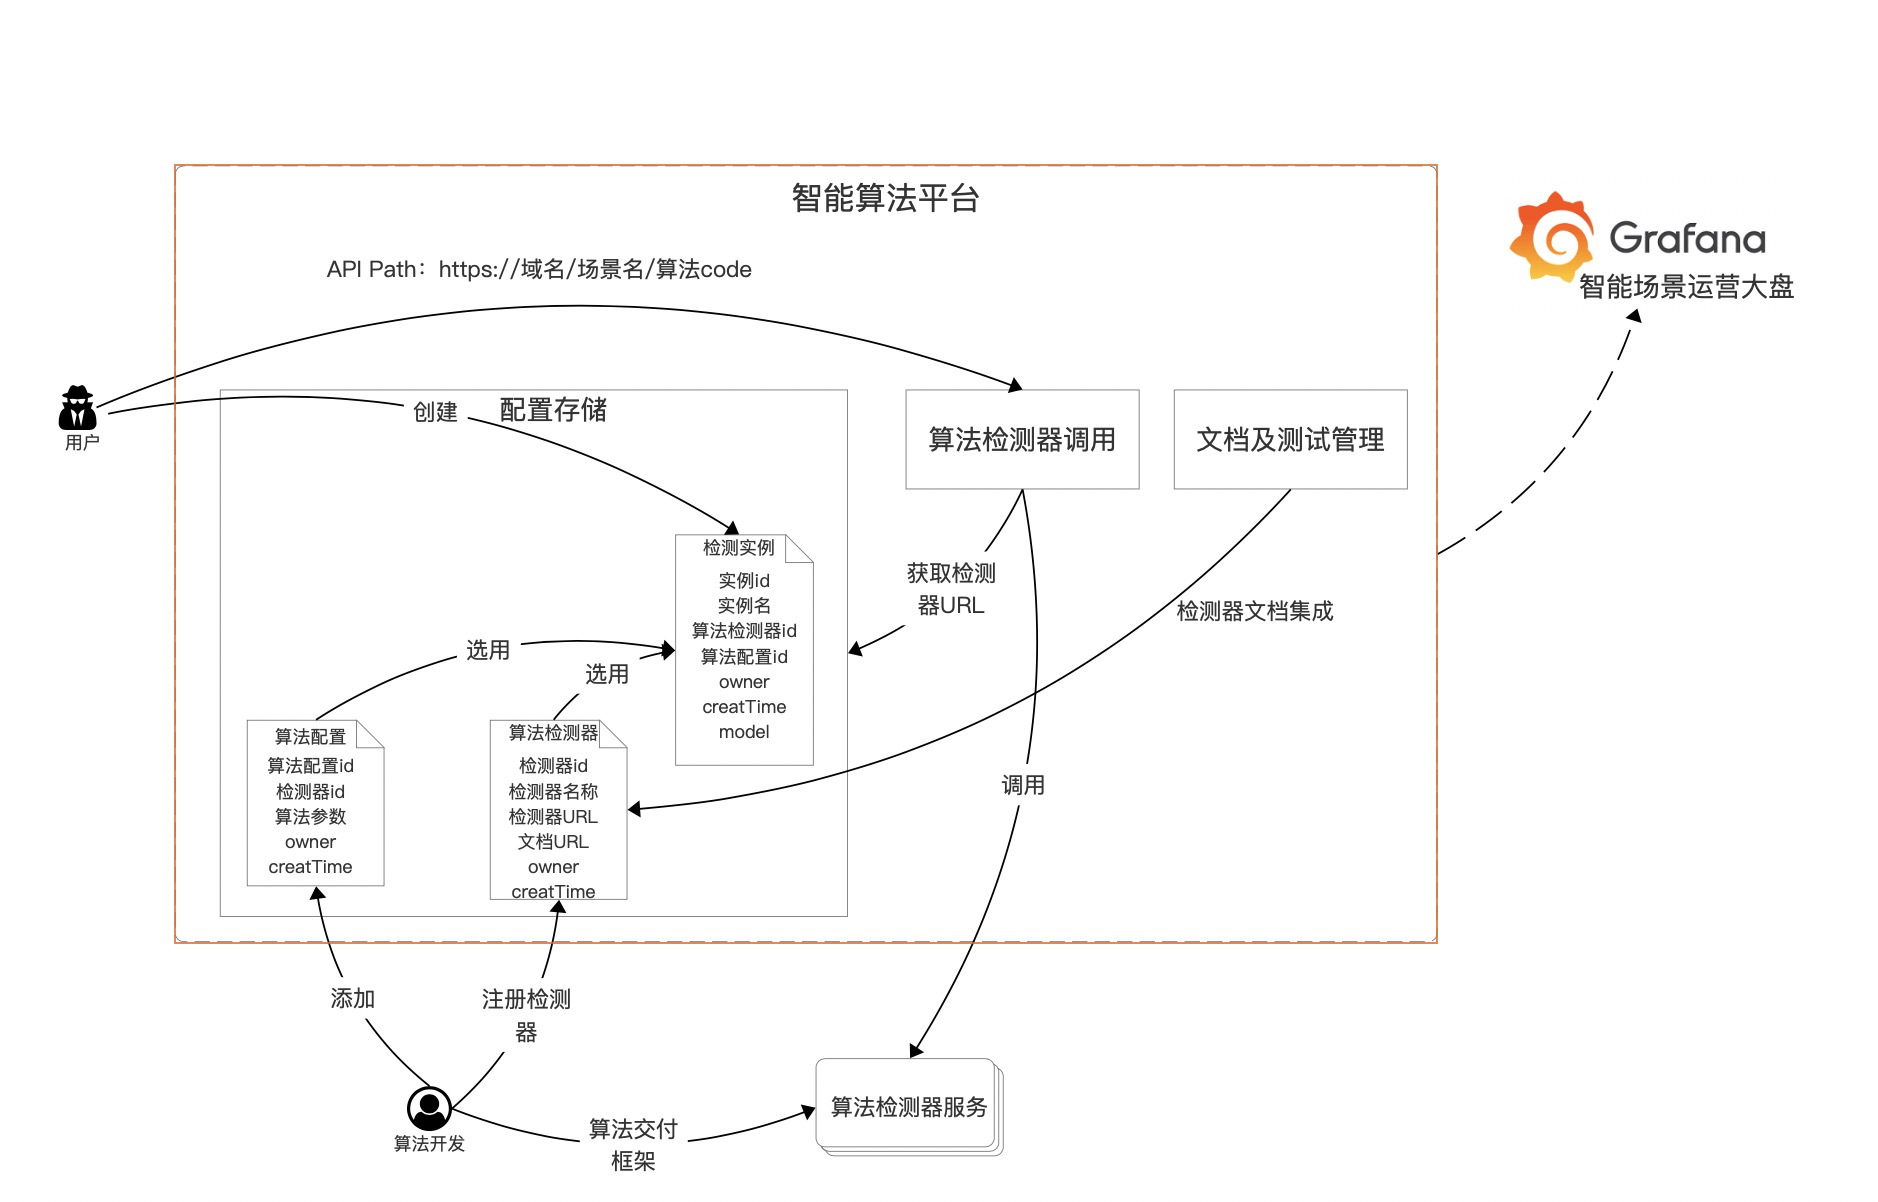 智能算法平台
API Path：https://域名/场景名/算法code
Grafana
智能场景运营大盘
用户
创建
配置存储
算法检测器调用
文档及测试管理
检测实例
实例id
实例名
算法检测器id
算法配置id
owner
creatTime
model
获取检测
器URL
检测器文档集成
选用
选用
算法配置
算法配置id
检测器id
算法参数
owner
creatTime
算法检测器
检测器id
检测器名称
检测器URL
文档URL
owner
creatTime
调用
添加
注册检测
器
算法开发
算法交付
框架
算法检测器服务